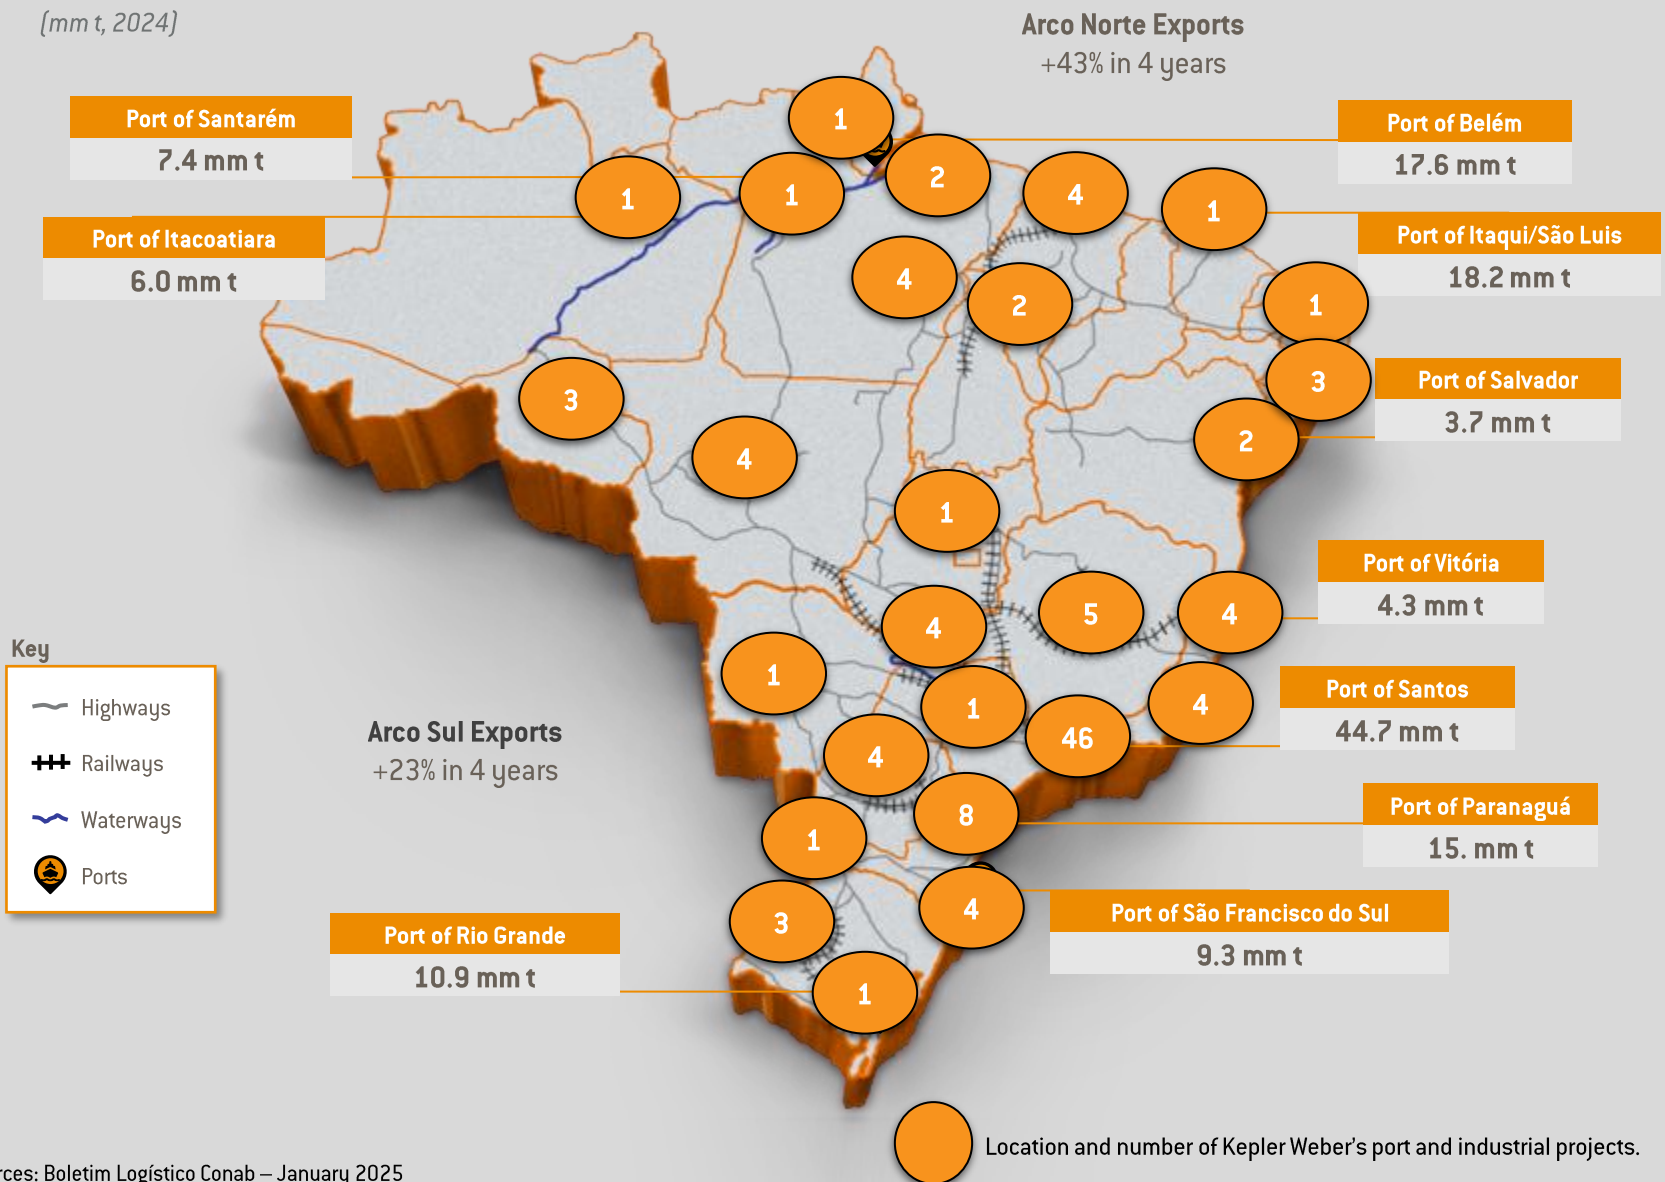 (mm t, 2024)
Arco Norte Exports
+43% in 4 years
Port of Santarém
7.4 mm t
Port of Itacoatiara
6.0 mm t
Port of Belém
17.6 mm t
Port of Itaqui/São Luis
18.2 mm t
Port of Salvador
3.7 mm t
Port of Vitória
4.3 mm t
Port of Santos
44.7 mm t
Port of Paranaguá
15. mm t
Port of São Francisco do Sul
9.3 mm t
Port of Rio Grande
10.9 mm t
Arco Sul Exports
+23% in 4 years
1
1
1
2
4
1
4
2
1
3
3
2
4
1
4
5
4
1
1
46
4
4
8
1
3
4
1
Key
Highways
Railways
Waterways
Ports
Location and number of Kepler Weber's port and industrial projects.
rces: Boletim Logístico Conab – January 2025